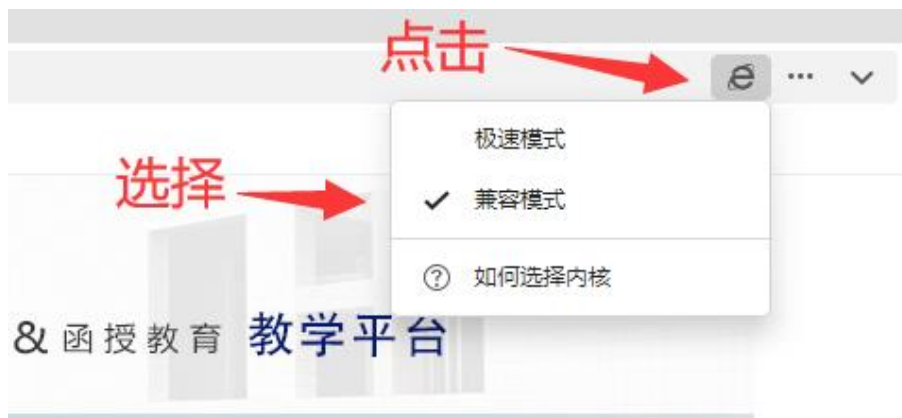 点击
极速模式
选择
兼容模式
如何选择内核
& 函授教育 教学平台